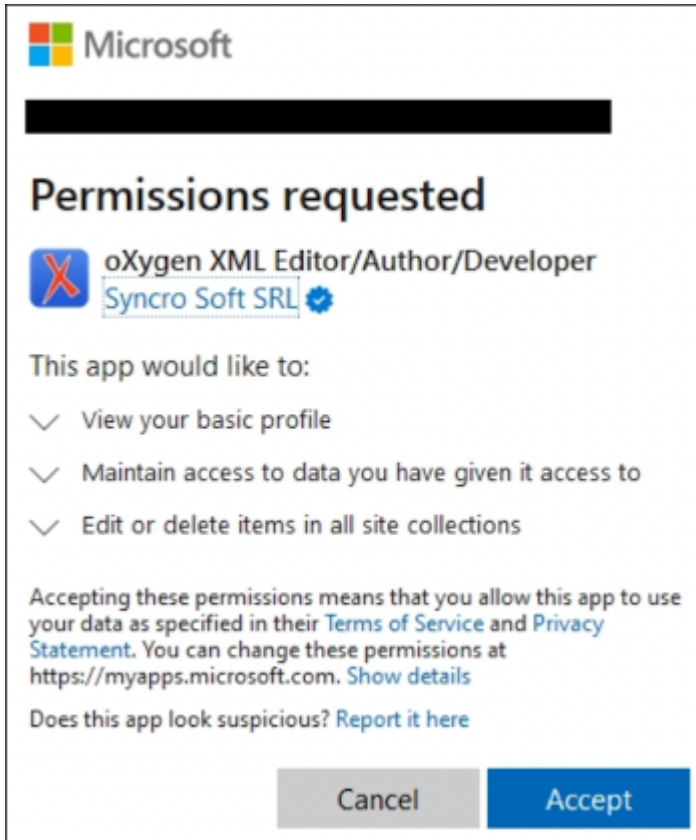 Microsoft
Permissions requested
oXygen XML Editor/Author/Developer
Syncro Soft SRL
This app would like to:
View your basic profile
Maintain access to data you have given it access to
Edit or delete items in all site collections
Accepting these permissions means that you allow this app to use
your data as specified in their Terms of Service and Privacy
Statement. You can change these permissions at
https://myapps.microsoft.com. Show details
Does this app look suspicious? Report it here
Cancel
Accept